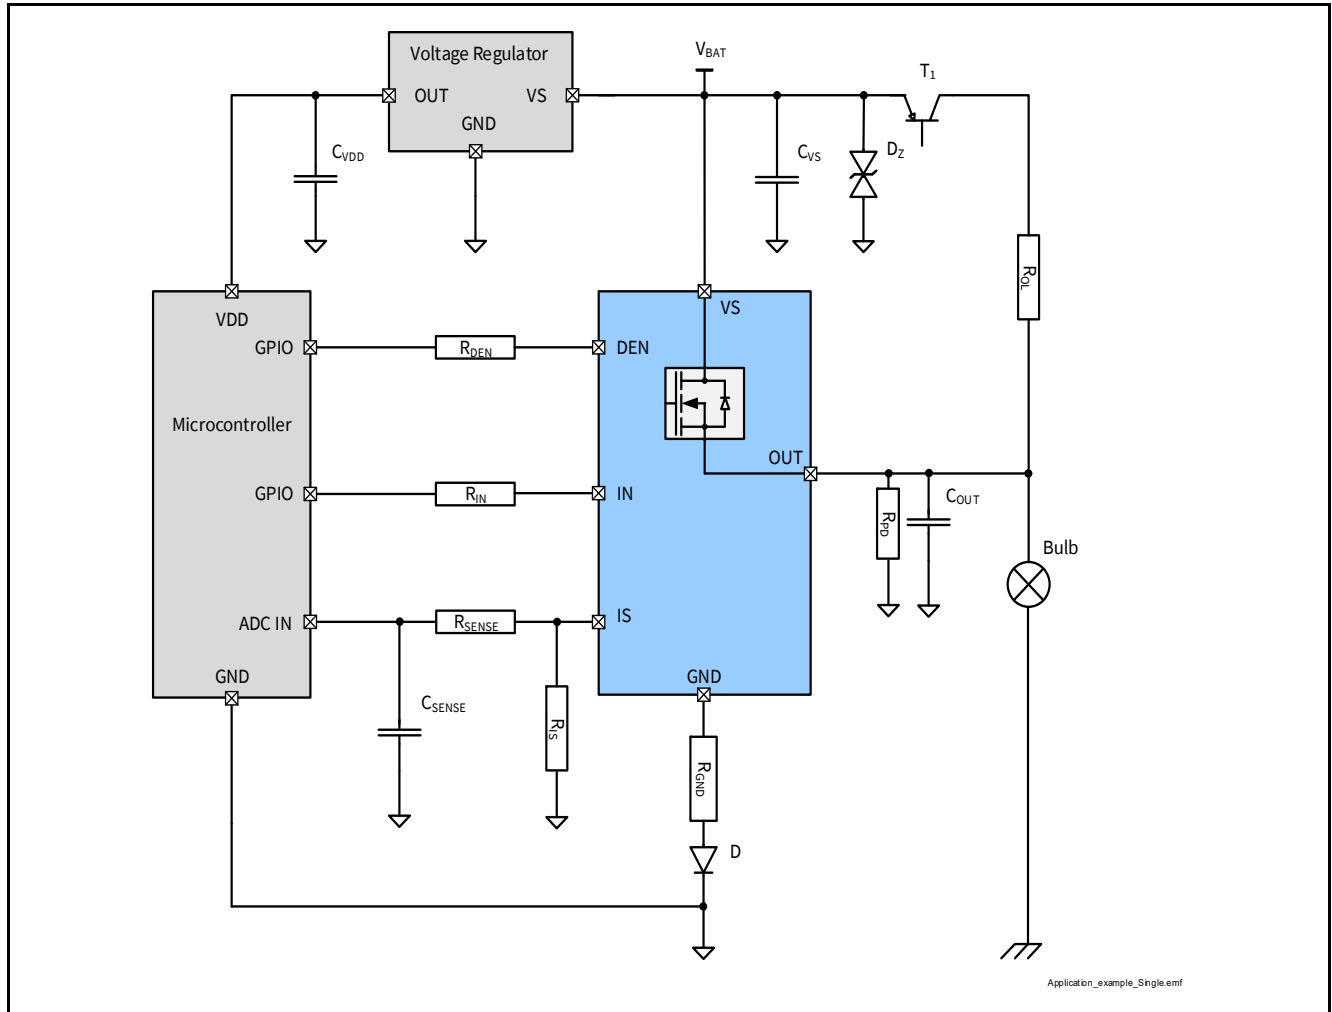 Voltage Regulator
VBAT
T1
OUT
VS
GND
CVDD
CVS
DZ
ROL
VS
VDD
GPIO
RDEN
DEN
Microcontroller
OUT
GPIO
RIN
IN
RPD
COUT
Bulb
ADC IN
RSENSE
IS
GND
GND
CSENSE
RIS
RGND
D
Application_example_Single.emf